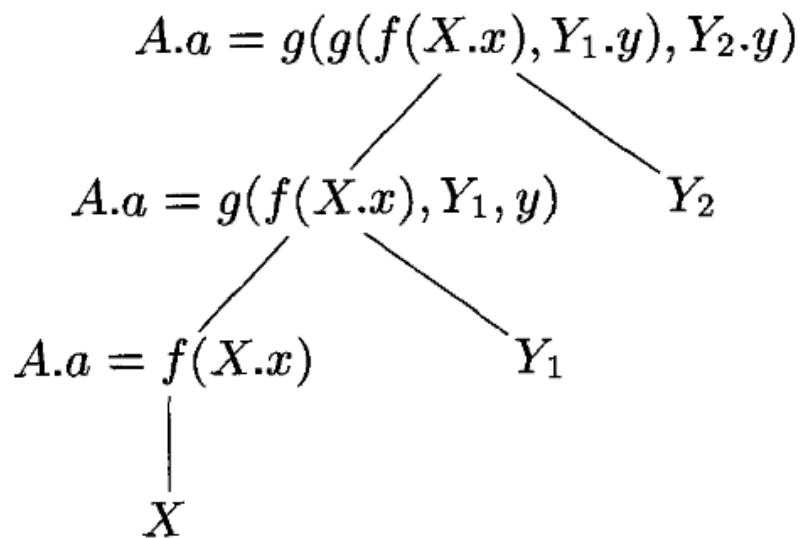 A.a = g(g(f(X.x), Y₁.y), Y₂.y)
A.a = g(f(X.x), Y₁, y)
Y₂
A.a = f(X.x)
Y₁
X